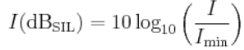 I(dB_SIL) = 10 log_10 (I / I_min)